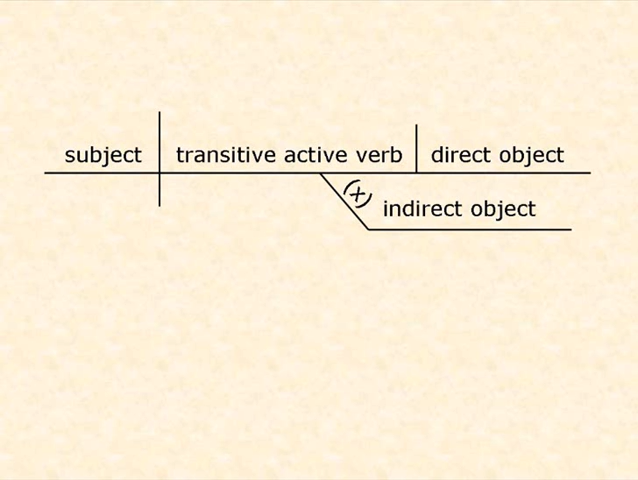 subject transitive active verb direct object
(x)
indirect object